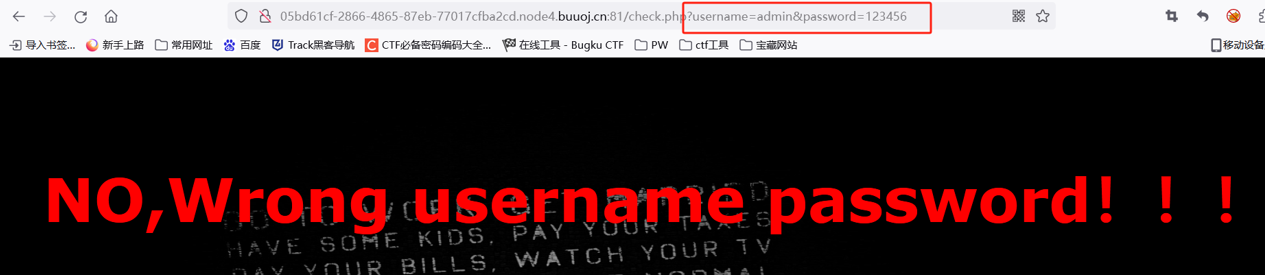 05bd61cf-2866-4865-87eb-77017cfba2cd.node4.buuoj.cn:81/check.php?username=admin&password=123456
导入书签... 新手上路 常用网址 百度 Track黑客导航 CTF必备密码编码大全... 在线工具 - Bugku CTF PW ctf工具 宝藏网站 移动设备
NO,Wrong username password！！！
GO TO WORK, GET MARRIED
HAVE SOME KIDS, PAY YOUR TAXES
PAY YOUR BILLS, WATCH YOUR TV
NORMAL